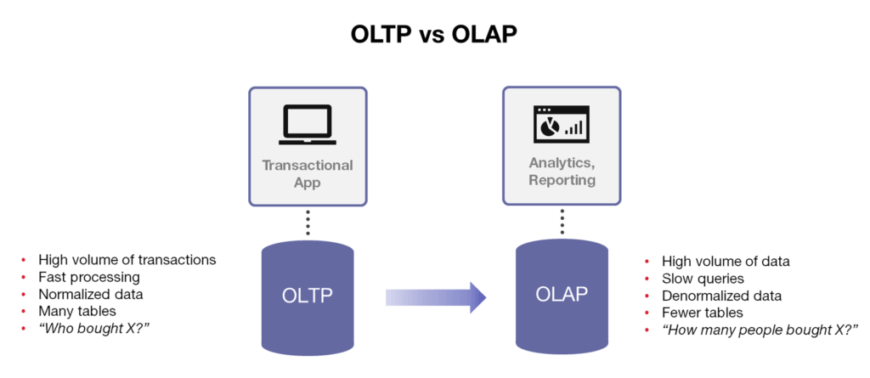 OLTP vs OLAP
Transactional
App
Analytics,
Reporting
• High volume of transactions
• Fast processing
• Normalized data
• Many tables
• “Who bought X?”
OLTP
OLAP
• High volume of data
• Slow queries
• Denormalized data
• Fewer tables
• “How many people bought X?”